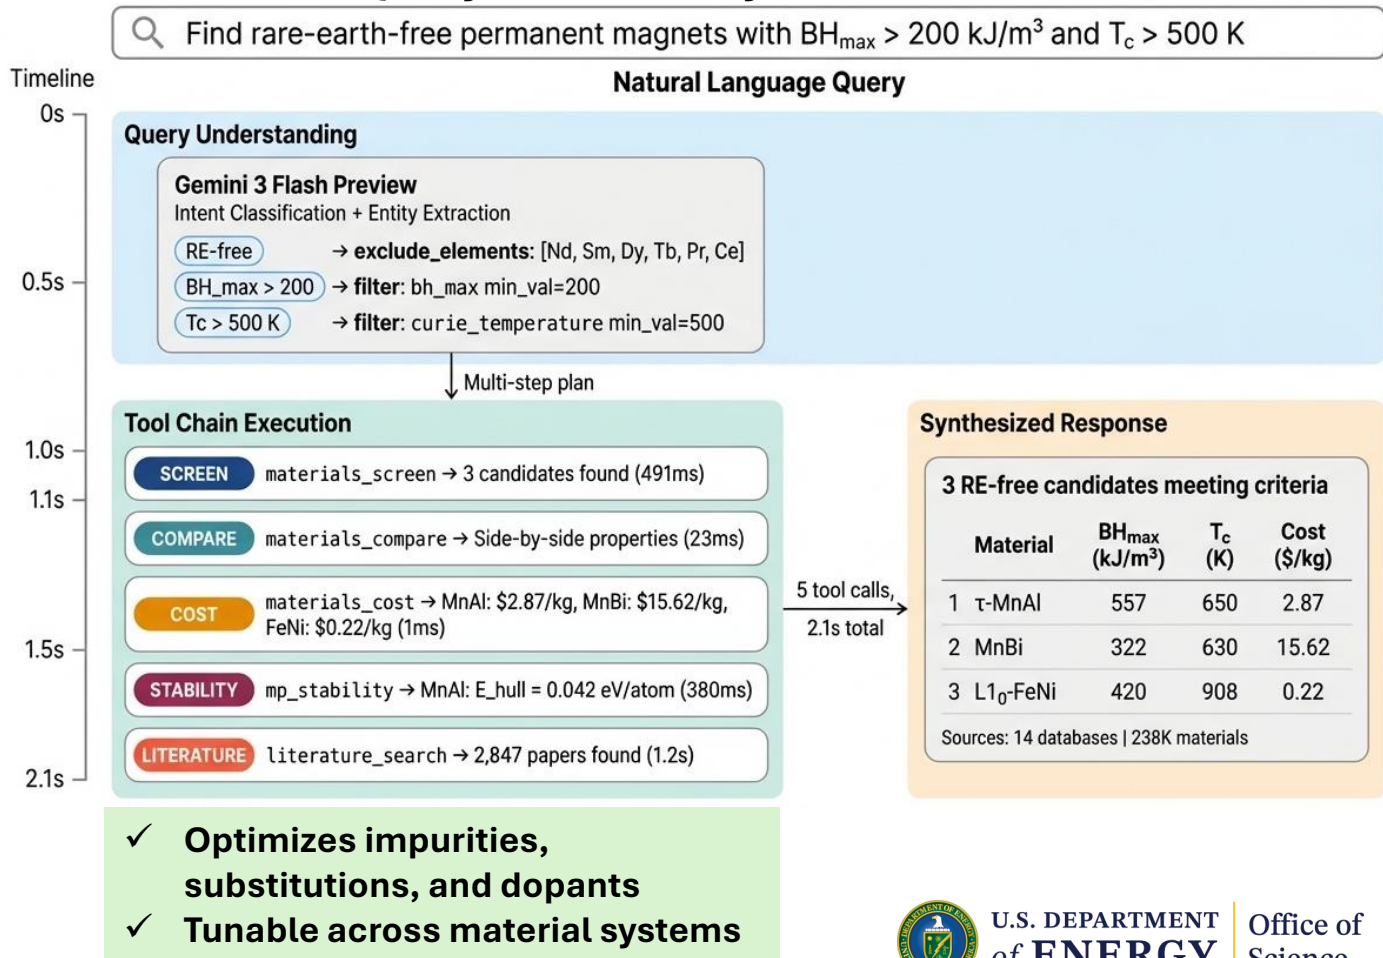 Find rare-earth-free permanent magnets with BHmax > 200 kJ/m³ and Tc > 500 K
Timeline
Natural Language Query
0s
0.5s
1.0s
1.1s
1.5s
2.1s
Query Understanding
Gemini 3 Flash Preview
Intent Classification + Entity Extraction
RE-free → exclude_elements: [Nd, Sm, Dy, Tb, Pr, Ce]
BH_max > 200 → filter: bh_max min_val=200
Tc > 500 K → filter: curie_temperature min_val=500
Multi-step plan
Tool Chain Execution
SCREEN materials_screen → 3 candidates found (491ms)
COMPARE materials_compare → Side-by-side properties (23ms)
COST materials_cost → MnAl: $2.87/kg, MnBi: $15.62/kg,
FeNi: $0.22/kg (1ms)
STABILITY mp_stability → MnAl: E_hull = 0.042 eV/atom (380ms)
LITERATURE literature_search → 2,847 papers found (1.2s)
5 tool calls,
2.1s total
Synthesized Response
3 RE-free candidates meeting criteria
Material BHmax (kJ/m³) Tc (K) Cost ($/kg)
1 τ-MnAl 557 650 2.87
2 MnBi 322 630 15.62
3 L1₀-FeNi 420 908 0.22
Sources: 14 databases | 238K materials
✓ Optimizes impurities,
substitutions, and dopants
✓ Tunable across material systems
U.S. DEPARTMENT
of ENERGY
Office of
Science